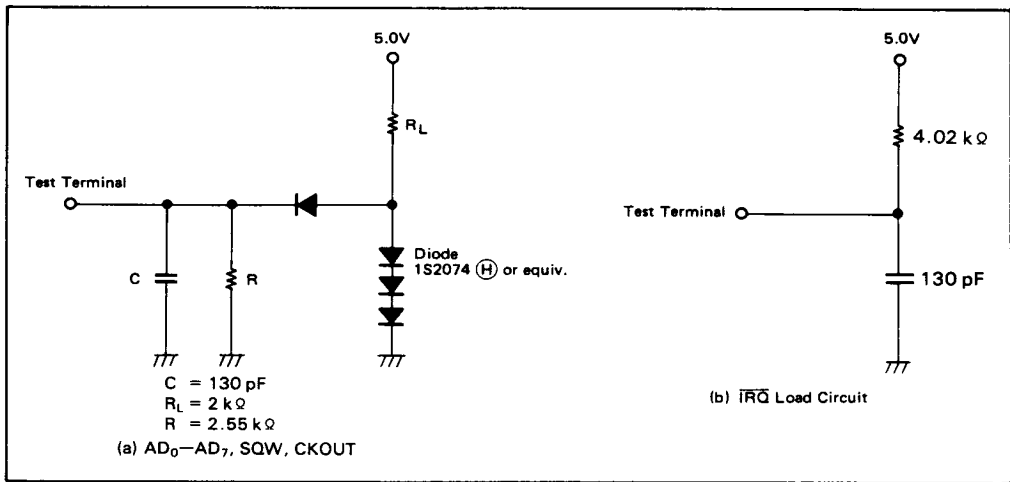 5.0V
R_L
Test Terminal
C
R
Diode
1S2074 Ⓗ or equiv.
C = 130 pF
R_L = 2 kΩ
R = 2.55 kΩ
(a) AD₀—AD₇, SQW, CKOUT
5.0V
4.02 kΩ
Test Terminal
130 pF
(b) I̅R̅Q̅ Load Circuit